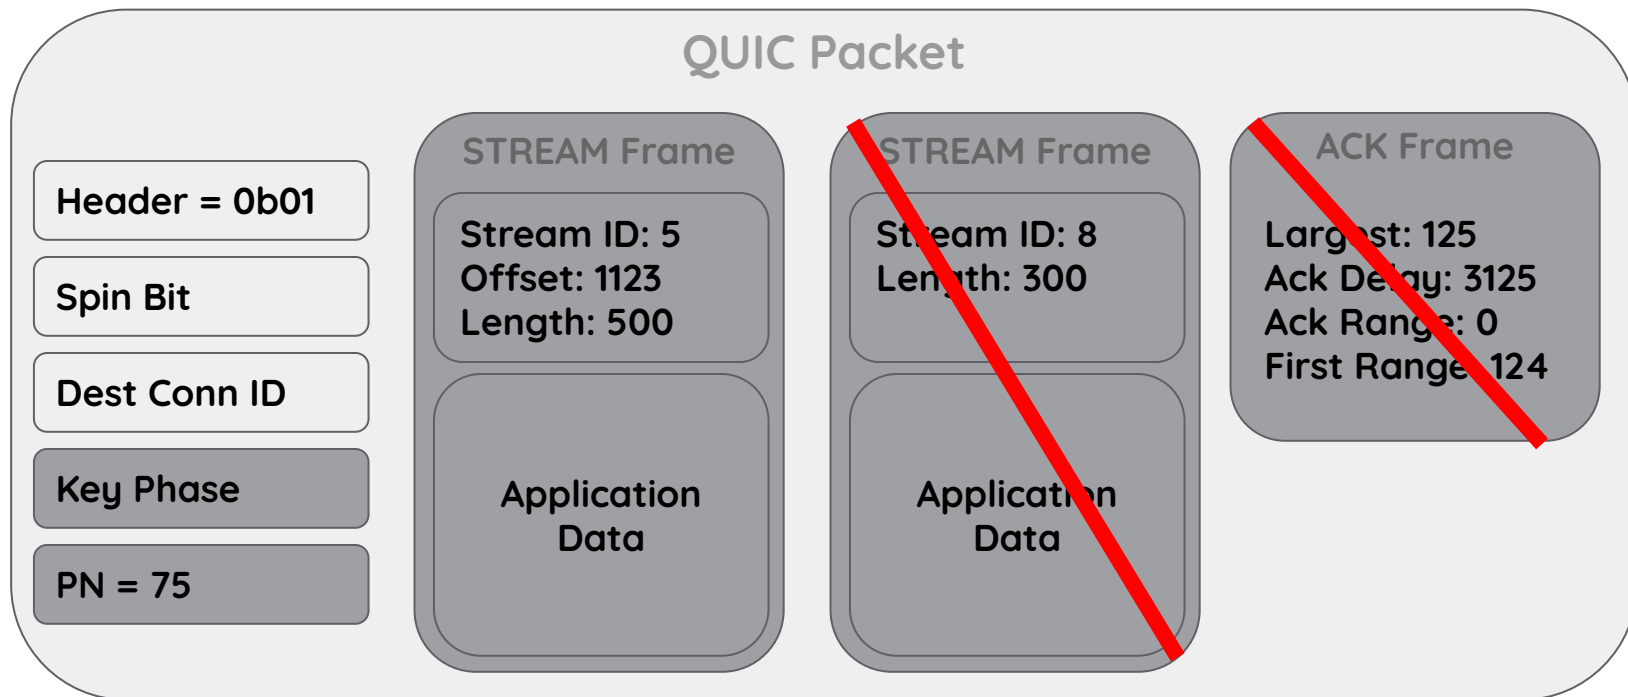 QUIC Packet
Header = 0b01
Spin Bit
Dest Conn ID
Key Phase
PN = 75
STREAM Frame
Stream ID: 5
Offset: 1123
Length: 500
Application
Data
STREAM Frame
Stream ID: 8
Length: 300
Application
Data
ACK Frame
Largest: 125
Ack Delay: 3125
Ack Range: 0
First Range: 124